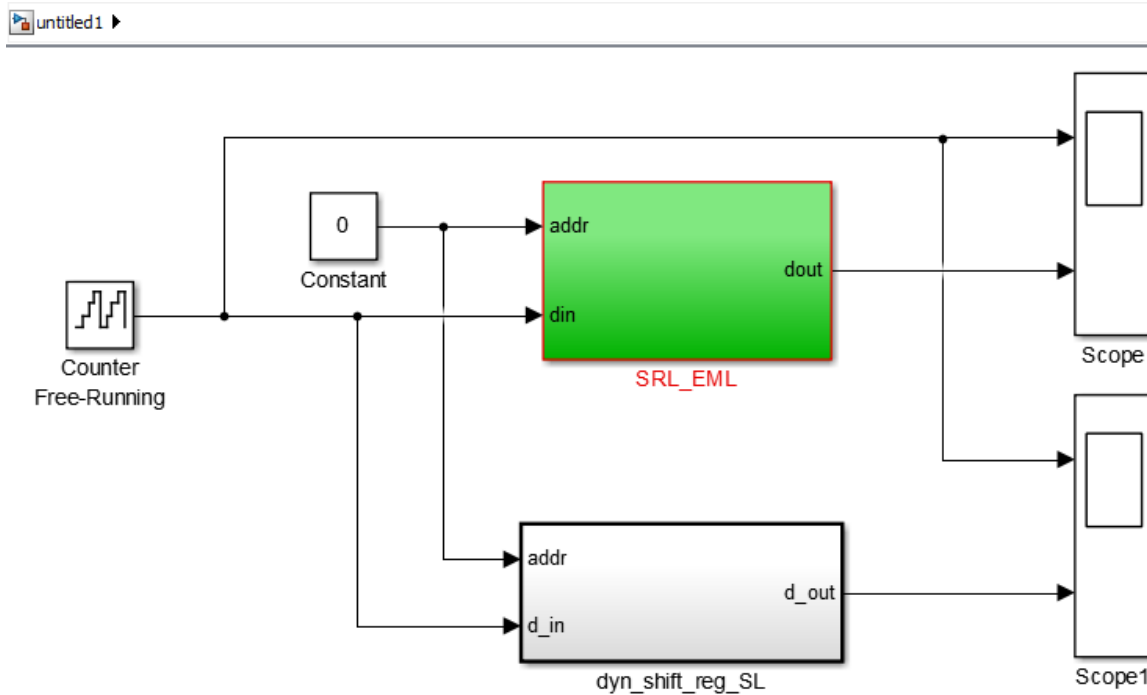 untitled1
0
Constant
addr
dout
din
SRL_EML
Scope
Counter
Free-Running
addr
d_out
d_in
dyn_shift_reg_SL
Scope1